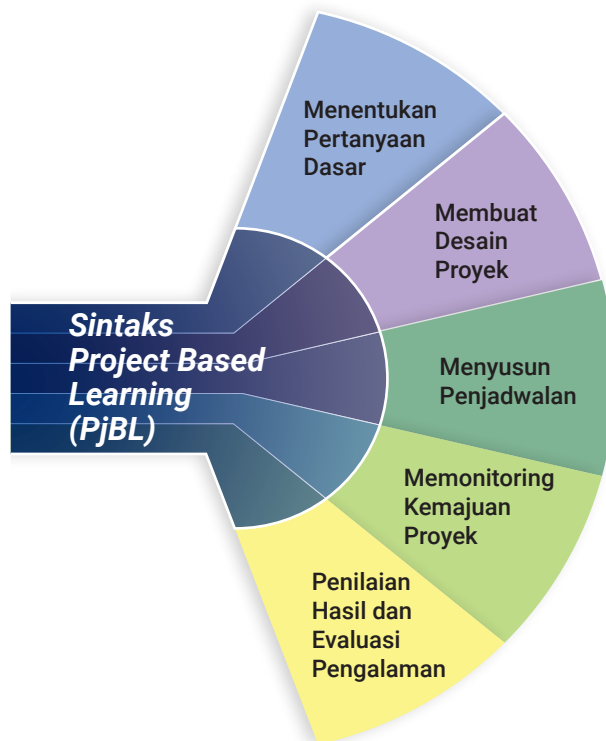 Sintaks
Project Based
Learning
(PjBL)
Menentukan
Pertanyaan
Dasar
Membuat
Desain
Proyek
Menyusun
Penjadwalan
Memonitoring
Kemajuan
Proyek
Penilaian
Hasil dan
Evaluasi
Pengalaman